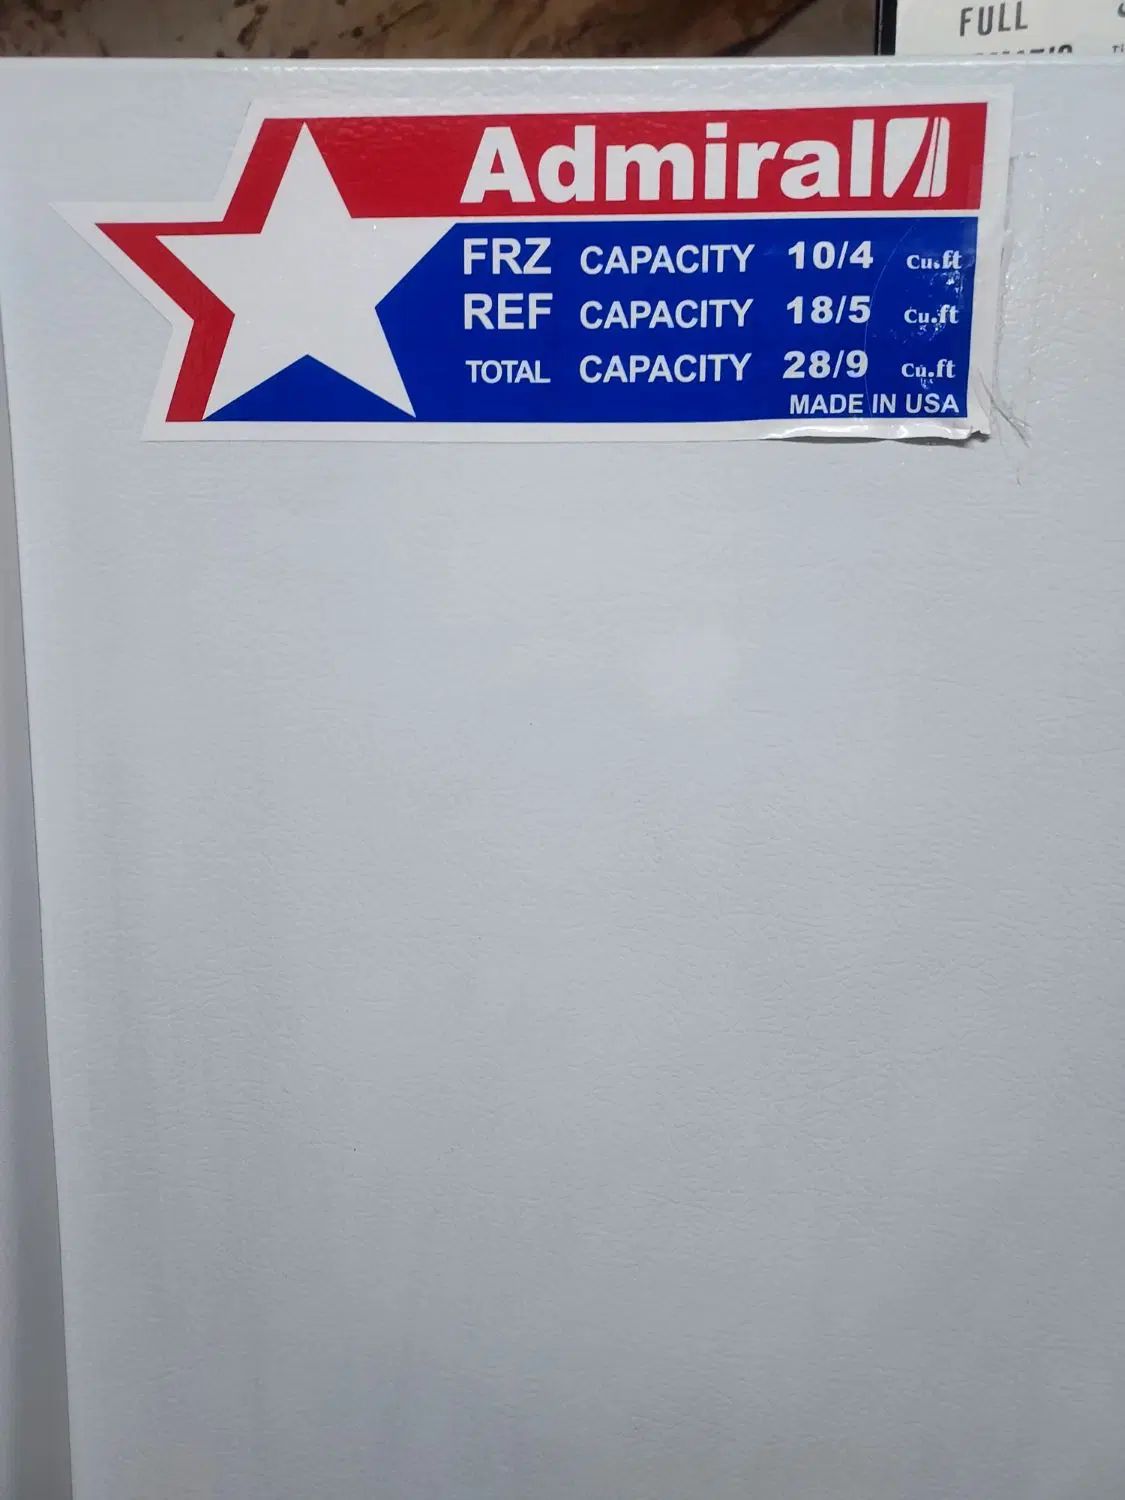 FULL
Admiral
FRZ CAPACITY 10/4 Cu.ft
REF CAPACITY 18/5 Cu.ft
TOTAL CAPACITY 28/9 Cu.ft
MADE IN USA